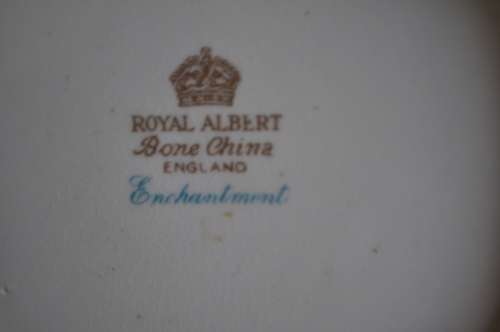 ROYAL ALBERT
Bone China
ENGLAND
Enchantment